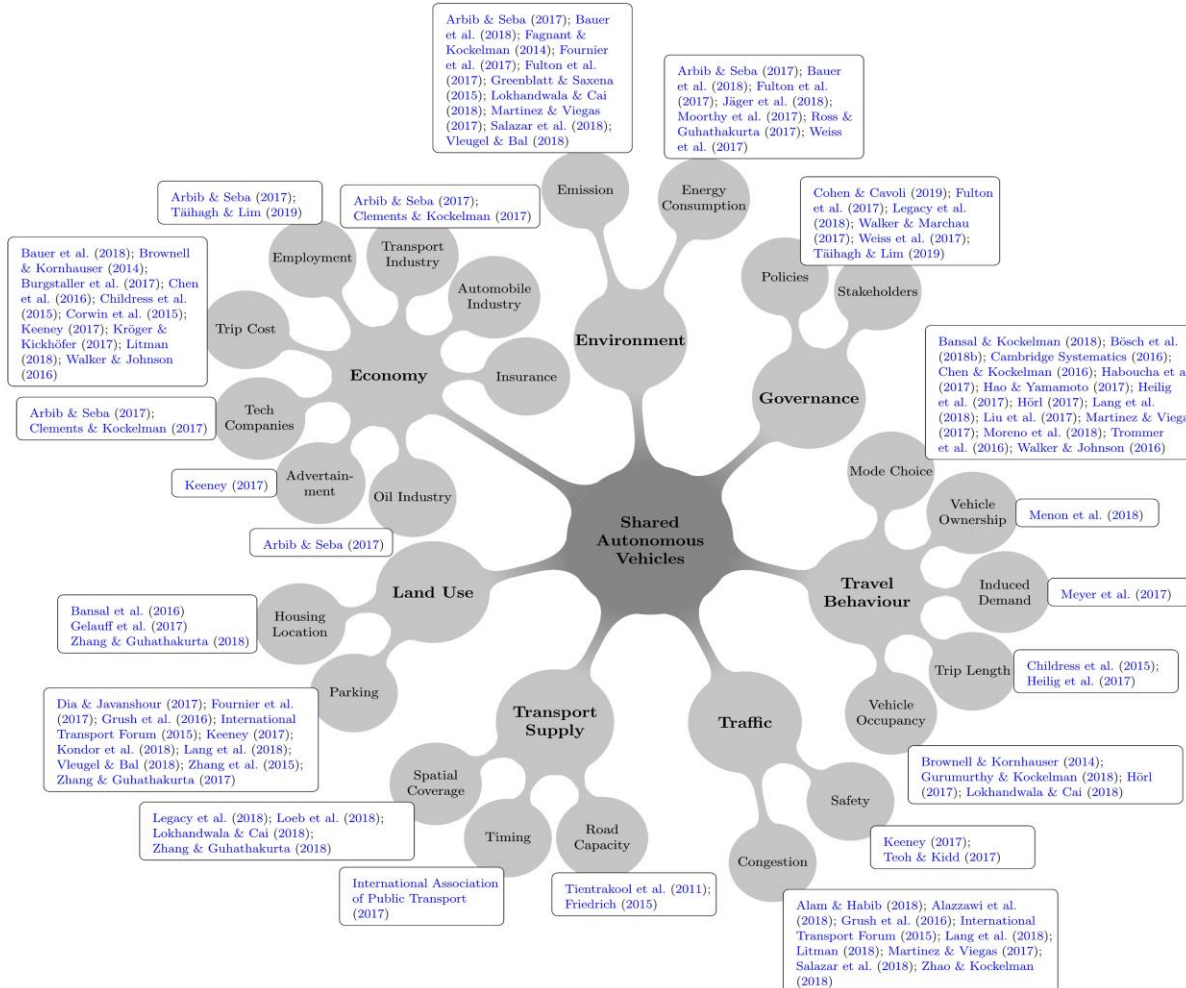 Arbib & Seba (2017); Bauer
et al. (2018); Fagnant &
Kockelman (2014); Fournier
et al. (2017); Fulton et al.
(2017); Greenblatt & Saxena
(2015); Lokhandwala & Cai
(2018); Martinez & Viegas
(2017); Salazar et al. (2018);
Vleugel & Bal (2018)
Arbib & Seba (2017); Bauer
et al. (2018); Fulton et al.
(2017); Jäger et al. (2018);
Moorthy et al. (2017); Ross &
Guhathakurta (2017); Weiss
et al. (2017)
Emission
Energy
Consumption
Environment
Arbib & Seba (2017);
Täihagh & Lim (2019)
Arbib & Seba (2017);
Clements & Kockelman (2017)
Employment
Transport
Industry
Automobile
Industry
Insurance
Bauer et al. (2018); Brownell
& Kornhauser (2014);
Burgstaller et al. (2017); Chen
et al. (2016); Childress et al.
(2015); Corwin et al. (2015);
Keeney (2017); Kröger &
Kickhöfer (2017); Litman
(2018); Walker & Johnson
(2016)
Trip Cost
Economy
Arbib & Seba (2017);
Clements & Kockelman (2017)
Tech
Companies
Keeney (2017)
Advertain-
ment
Oil Industry
Arbib & Seba (2017)
Cohen & Cavoli (2019); Fulton
et al. (2017); Legacy et al.
(2018); Walker & Marchau
(2017); Weiss et al. (2017);
Täihagh & Lim (2019)
Policies
Stakeholders
Governance
Bansal & Kockelman (2018); Bösch et al.
(2018b); Cambridge Systematics (2016);
Chen & Kockelman (2016); Haboucha et a
(2017); Hao & Yamamoto (2017); Heilig
et al. (2017); Hörl (2017); Lang et al.
(2018); Liu et al. (2017); Martinez & Viega
(2017); Moreno et al. (2018); Trommer
et al. (2016); Walker & Johnson (2016)
Mode Choice
Vehicle
Ownership
Menon et al. (2018)
Shared
Autonomous
Vehicles
Travel
Behaviour
Induced
Demand
Meyer et al. (2017)
Trip Length
Childress et al. (2015);
Heilig et al. (2017)
Vehicle
Occupancy
Brownell & Kornhauser (2014);
Gurumurthy & Kockelman (2018); Hörl
(2017); Lokhandwala & Cai (2018)
Land Use
Bansal et al. (2016)
Gelauff et al. (2017)
Zhang & Guhathakurta (2018)
Housing
Location
Parking
Dia & Javanshour (2017); Fournier et al.
(2017); Grush et al. (2016); International
Transport Forum (2015); Keeney (2017);
Kondor et al. (2018); Lang et al. (2018);
Vleugel & Bal (2018); Zhang et al. (2015);
Zhang & Guhathakurta (2017)
Transport
Supply
Spatial
Coverage
Legacy et al. (2018); Loeb et al. (2018);
Lokhandwala & Cai (2018);
Zhang & Guhathakurta (2018)
Timing
International Association
of Public Transport
(2017)
Road
Capacity
Tientrakool et al. (2011);
Friedrich (2015)
Traffic
Safety
Keeney (2017);
Teoh & Kidd (2017)
Congestion
Alam & Habib (2018); Alazzawi et al.
(2018); Grush et al. (2016); International
Transport Forum (2015); Lang et al. (2018);
Litman (2018); Martinez & Viegas (2017);
Salazar et al. (2018); Zhao & Kockelman
(2018)